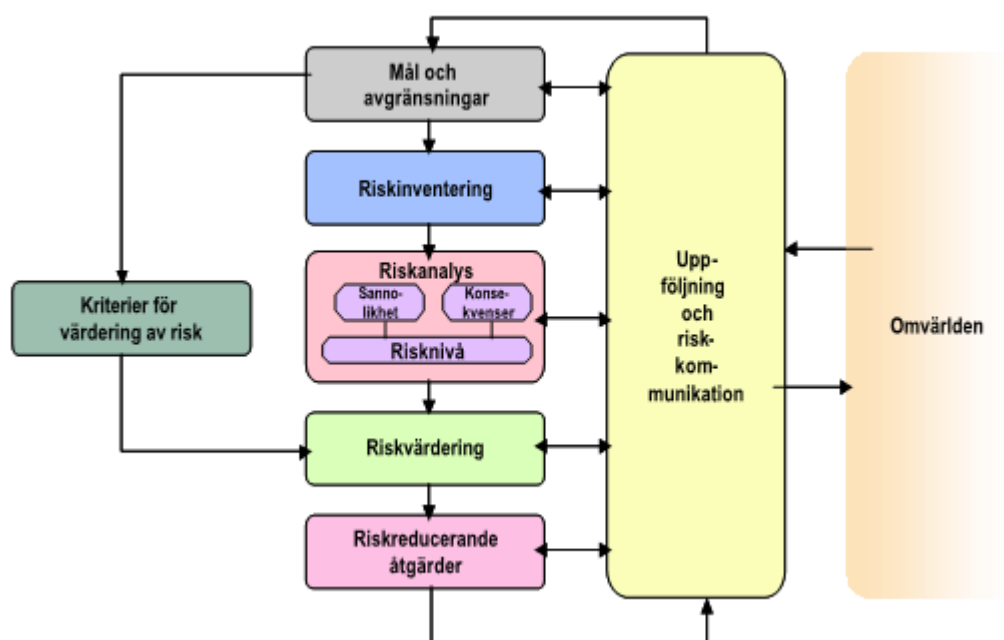 Mål och
avgränsningar
Riskinventering
Riskanalys
Sanno-
likhet
Konse-
kvenser
Risknivå
Kriterier för
värdering av risk
Riskvärdering
Riskreducerande
åtgärder
Upp-
följning
och
risk-
kom-
munikation
Omvärlden